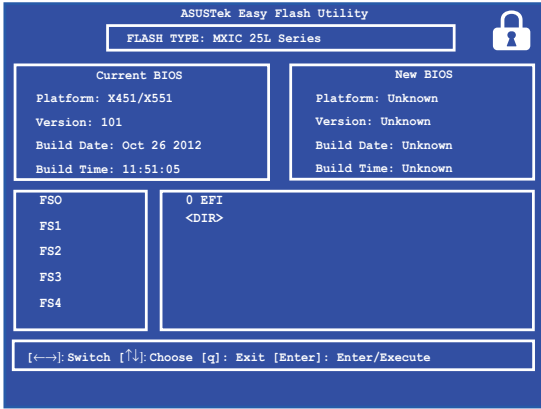 ASUSTek Easy Flash Utility
FLASH TYPE: MXIC 25L Series
Current BIOS
Platform: X451/X551
Version: 101
Build Date: Oct 26 2012
Build Time: 11:51:05
New BIOS
Platform: Unknown
Version: Unknown
Build Date: Unknown
Build Time: Unknown
FSO
FS1
FS2
FS3
FS4
0 EFI
<DIR>
[←→]: Switch [↑↓]: Choose [q]: Exit [Enter]: Enter/Execute